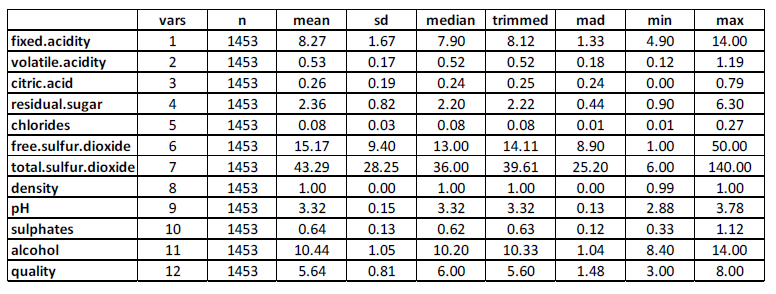 vars n mean sd median trimmed mad min max
fixed.acidity 1 1453 8.27 1.67 7.90 8.12 1.33 4.90 14.00
volatile.acidity 2 1453 0.53 0.17 0.52 0.52 0.18 0.12 1.19
citric.acid 3 1453 0.26 0.19 0.24 0.25 0.24 0.00 0.79
residual.sugar 4 1453 2.36 0.82 2.20 2.22 0.44 0.90 6.30
chlorides 5 1453 0.08 0.03 0.08 0.08 0.01 0.01 0.27
free.sulfur.dioxide 6 1453 15.17 9.40 13.00 14.11 8.90 1.00 50.00
total.sulfur.dioxide 7 1453 43.29 28.25 36.00 39.61 25.20 6.00 140.00
density 8 1453 1.00 0.00 1.00 1.00 0.00 0.99 1.00
pH 9 1453 3.32 0.15 3.32 3.32 0.13 2.88 3.78
sulphates 10 1453 0.64 0.13 0.62 0.63 0.12 0.33 1.12
alcohol 11 1453 10.44 1.05 10.20 10.33 1.04 8.40 14.00
quality 12 1453 5.64 0.81 6.00 5.60 1.48 3.00 8.00